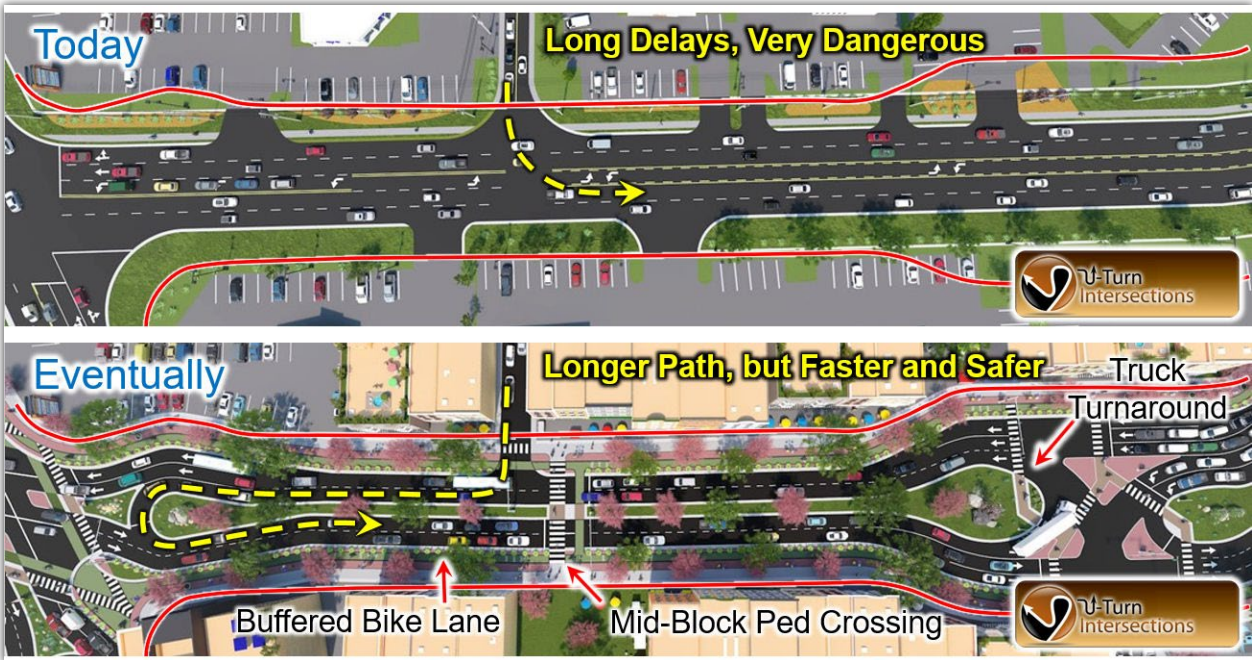 Today
Long Delays, Very Dangerous
U-Turn
Intersections
Eventually
Longer Path, but Faster and Safer
Truck
Turnaround
Buffered Bike Lane
Mid-Block Ped Crossing
U-Turn
Intersections